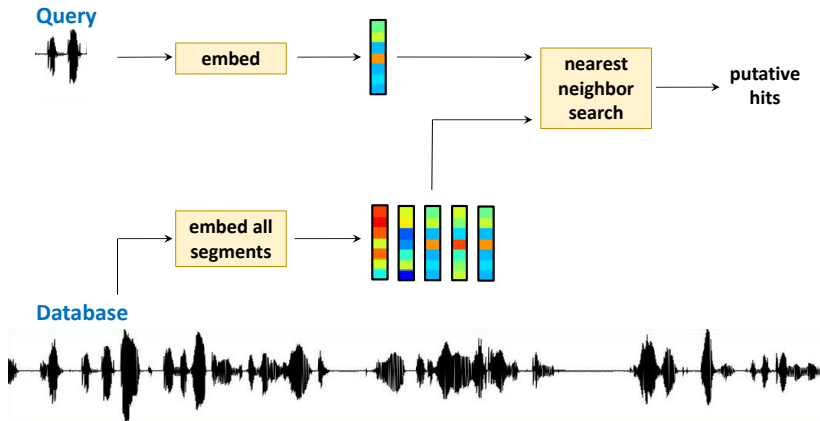 Query
embed
nearest
neighbor
search
putative
hits
embed all
segments
Database